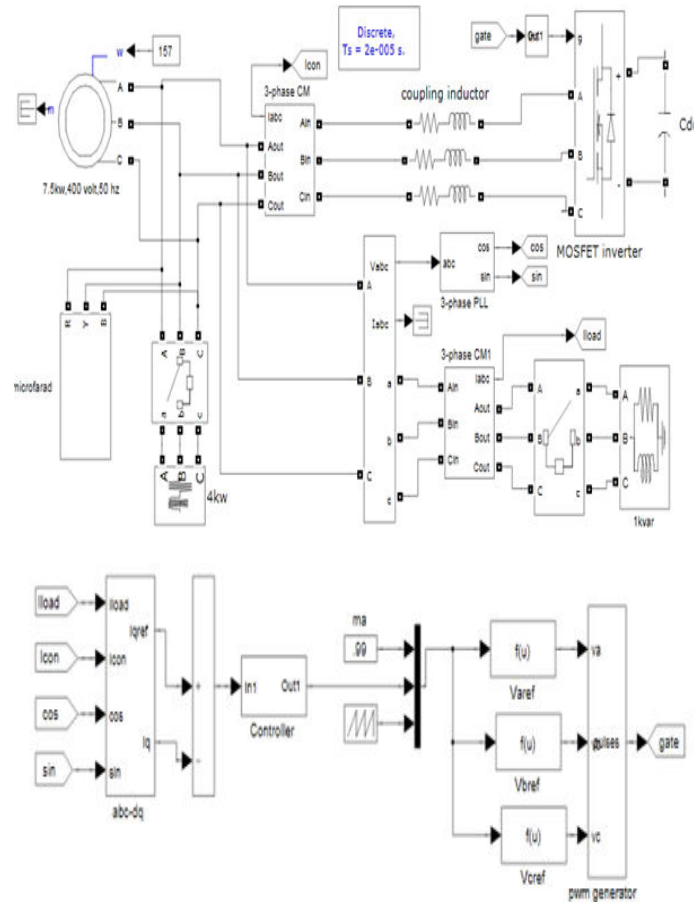 w
157
m
A
B
C
7.5kw,400 volt,50 hz
Icon
3-phase CM
Iabc
Aout
Bout
Cout
Ain
Bin
Cin
Discrete,
Ts = 2e-005 s.
coupling inductor
gate
Out1
g
A
B
C
+
-
MOSFET inverter
R
Y
B
microfarad
A
B
C
a
b
c
A
B
C
4kw
Vabc
Iabc
A
B
C
a
b
c
abc
cos
sin
3-phase PLL
cos
sin
3-phase CM1
Iabc
Ain
Bin
Cin
Aout
Bout
Cout
Iload
A
B
C
a
b
c
A
B
C
1kvar
Iload
Icon
cos
sin
Iload
Icon
cos
sin
Iqref
Iq
abc-dq
+
-
In1
Out1
Controller
ma
.99
f(u)
Varef
f(u)
Vbref
f(u)
Vcref
va
pulses
vc
pwm generator
gate